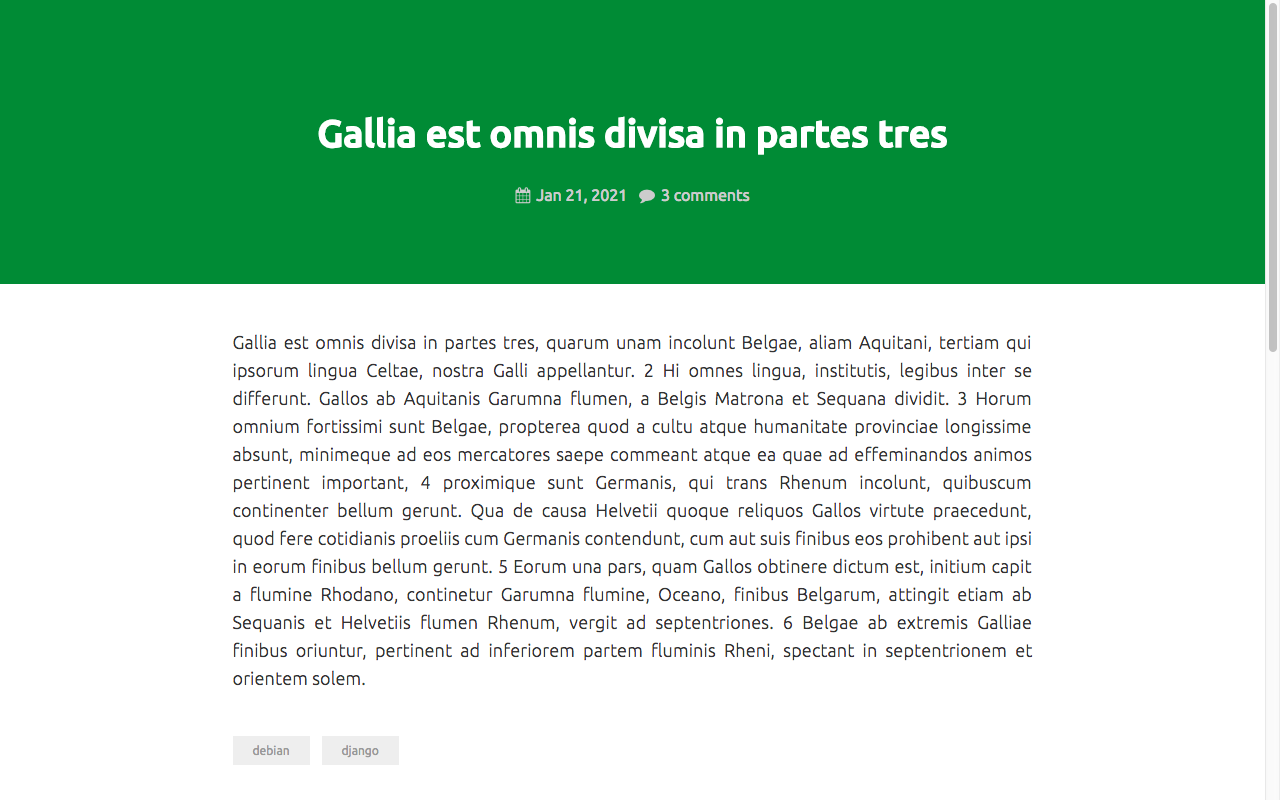 Gallia est omnis divisa in partes tres
Jan 21, 2021 3 comments
Gallia est omnis divisa in partes tres, quarum unam incolunt Belgae, aliam Aquitani, tertiam qui
ipsorum lingua Celtae, nostra Galli appellantur. 2 Hi omnes lingua, institutis, legibus inter se
differunt. Gallos ab Aquitanis Garumna flumen, a Belgis Matrona et Sequana dividit. 3 Horum
omnium fortissimi sunt Belgae, propterea quod a cultu atque humanitate provinciae longissime
absunt, minimeque ad eos mercatores saepe commeant atque ea quae ad effeminandos animos
pertinent important, 4 proximique sunt Germanis, qui trans Rhenum incolunt, quibuscum
continenter bellum gerunt. Qua de causa Helvetii quoque reliquos Gallos virtute praecedunt,
quod fere cotidianis proeliis cum Germanis contendunt, cum aut suis finibus eos prohibent aut ipsi
in eorum finibus bellum gerunt. 5 Eorum una pars, quam Gallos obtinere dictum est, initium capit
a flumine Rhodano, continetur Garumna flumine, Oceano, finibus Belgarum, attingit etiam ab
Sequanis et Helvetiis flumen Rhenum, vergit ad septentriones. 6 Belgae ab extremis Galliae
finibus oriuntur, pertinent ad inferiorem partem fluminis Rheni, spectant in septentrionem et
orientem solem.
debian django